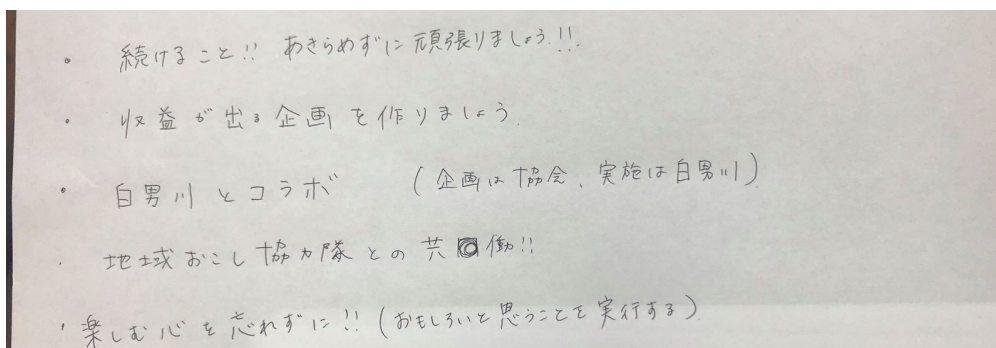 ・ 続けること!! あきらめずに頑張りましょう!!
・ 収益が出る企画を作りましょう
・ 白男川とコラボ (企画は協会、実施は白男川)
・ 地域おこし協力隊との共働!!
・ 楽しむ心を忘れずに!! (おもしろいと思うことを実行する)